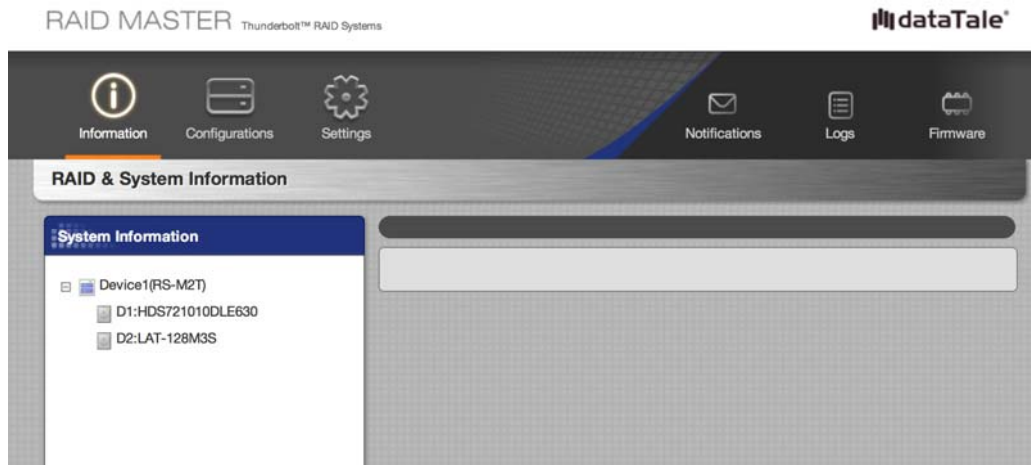 RAID MASTER Thunderbolt™ RAID Systems
dataTale®
Information
Configurations
Settings
Notifications
Logs
Firmware
RAID & System Information
System Information
Device1(RS-M2T)
D1:HDS721010DLE630
D2:LAT-128M3S